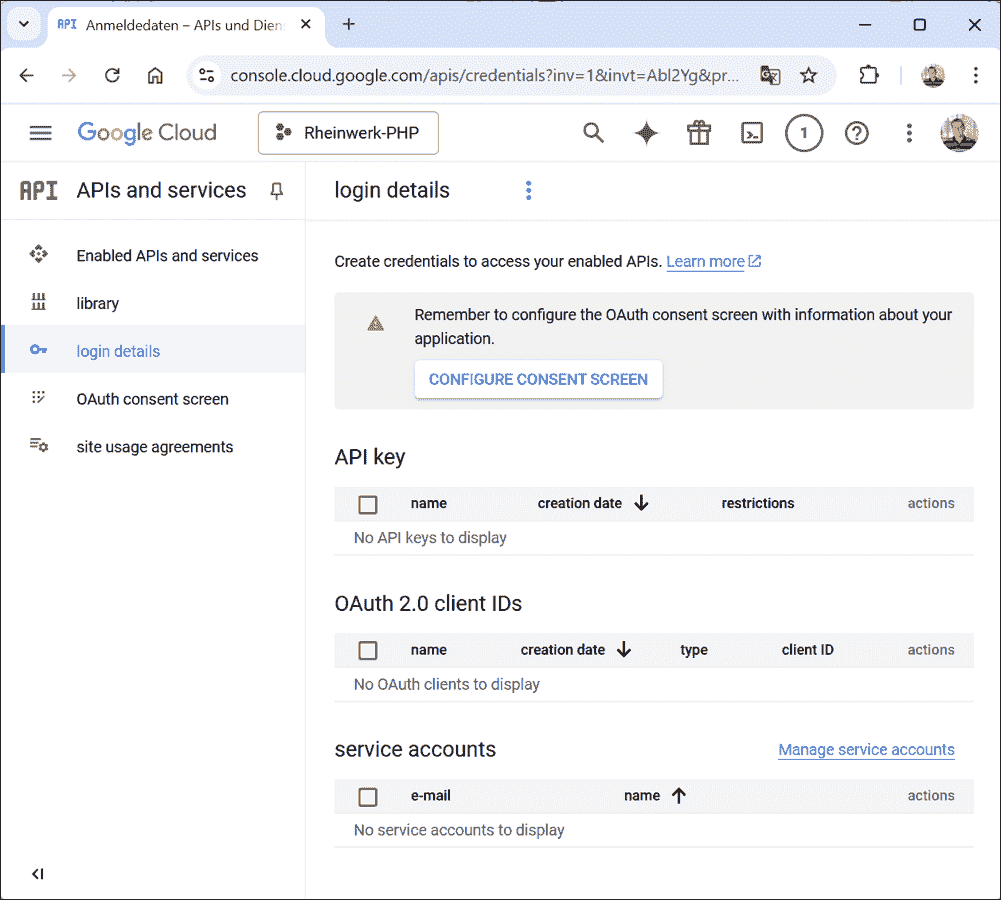 API Anmeldedaten – APIs und Dien
console.cloud.google.com/apis/credentials?inv=1&invt=Abl2Yg&pr...
Google Cloud
Rheinwerk-PHP
1
API APIs and services
login details
Enabled APIs and services
library
login details
OAuth consent screen
site usage agreements
Create credentials to access your enabled APIs. Learn more
Remember to configure the OAuth consent screen with information about your
application.
CONFIGURE CONSENT SCREEN
API key
name creation date restrictions actions
No API keys to display
OAuth 2.0 client IDs
name creation date type client ID actions
No OAuth clients to display
service accounts Manage service accounts
e-mail name actions
No service accounts to display